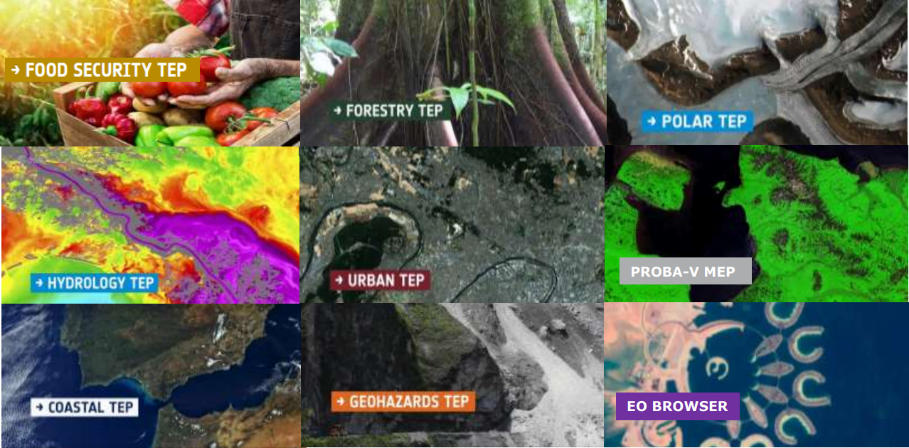 → FOOD SECURITY TEP
→ FORESTRY TEP
→ POLAR TEP
→ HYDROLOGY TEP
→ URBAN TEP
PROBA-V MEP
→ COASTAL TEP
→ GEOHAZARDS TEP
EO BROWSER